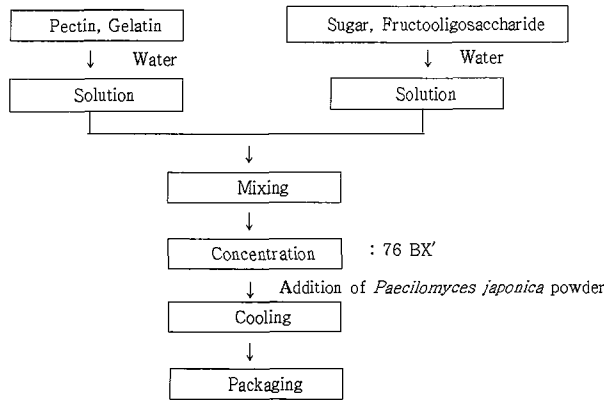 Pectin, Gelatin
Sugar, Fructooligosaccharide
↓ Water
↓ Water
Solution
Solution
↓
Mixing
↓
Concentration : 76 BX′
↓ Addition of Paecilomyces japonica powder
Cooling
↓
Packaging